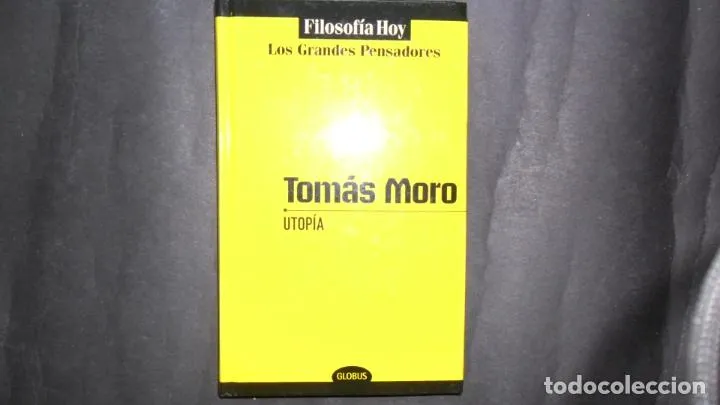 Filosofía Hoy
Los Grandes Pensadores
Tomás Moro
UTOPÍA
GLOBUS
todocoleccion